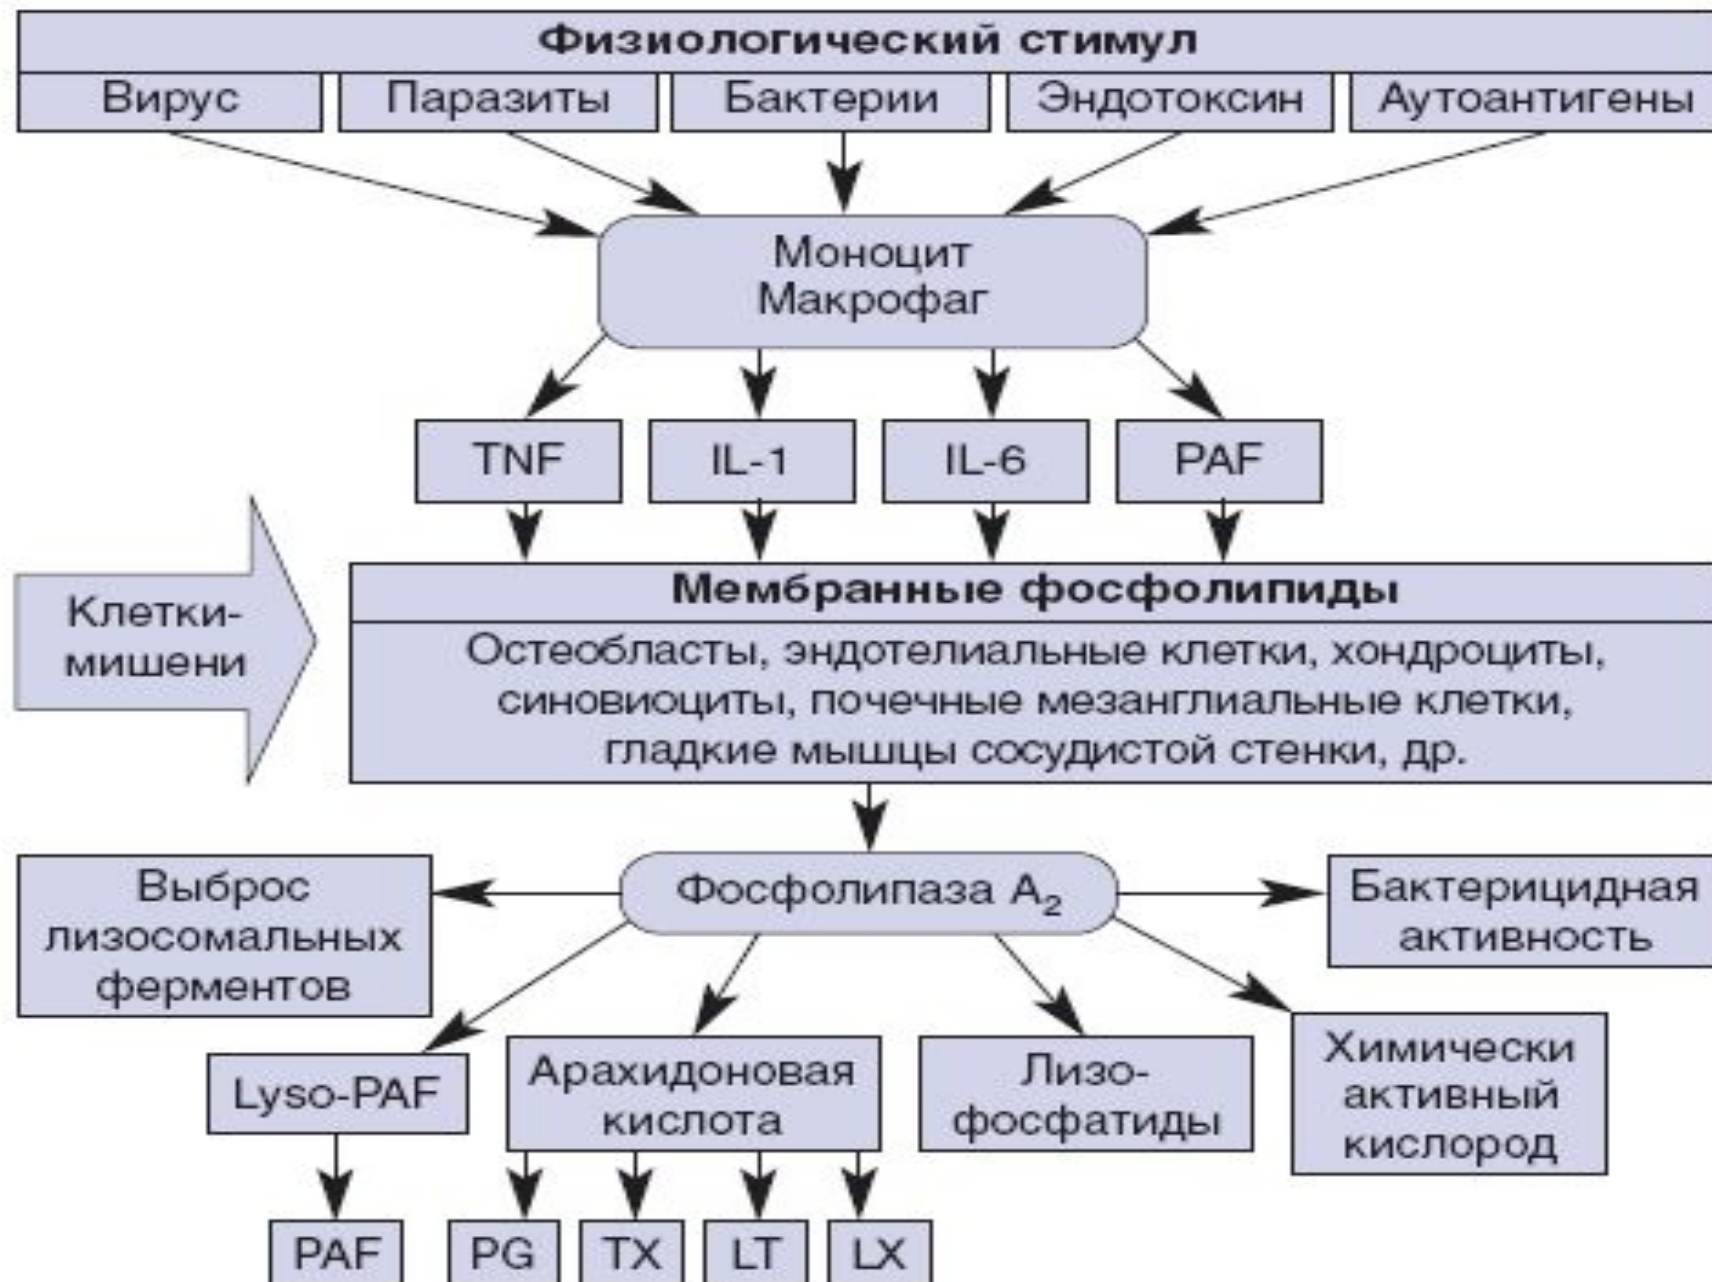 Физиологический стимул
Вирус
Паразиты
Бактерии
Эндотоксин
Аутоантигены
Моноцит
Макрофаг
TNF
IL-1
IL-6
PAF
Клетки-
мишени
Мембранные фосфолипиды
Остеобласты, эндотелиальные клетки, хондроциты,
синовиоциты, почечные мезанглиальные клетки,
гладкие мышцы сосудистой стенки, др.
Выброс
лизосомальных
ферментов
Фосфолипаза A₂
Бактерицидная
активность
Lyso-PAF
Арахидоновая
кислота
Лизо-
фосфатиды
Химически
активный
кислород
PAF
PG
TX
LT
LX